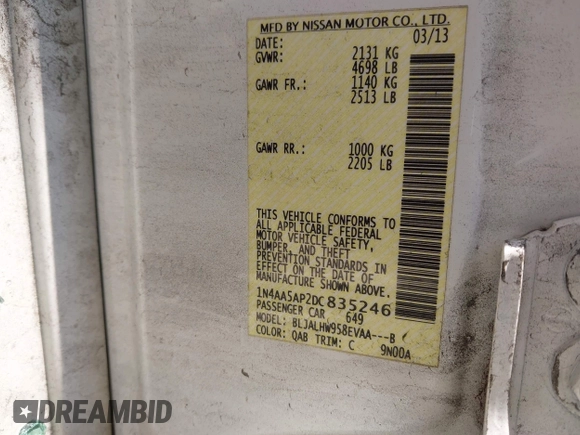 MFD BY NISSAN MOTOR CO., LTD.
DATE: 03/13
GVWR: 2131 KG
4698 LB
GAWR FR.: 1140 KG
2513 LB
GAWR RR.: 1000 KG
2205 LB
THIS VEHICLE CONFORMS TO
ALL APPLICABLE FEDERAL
MOTOR VEHICLE SAFETY,
BUMPER, AND THEFT
PREVENTION STANDARDS IN
EFFECT ON THE DATE OF
MANUFACTURE SHOWN ABOVE.
1N4AA5AP2DC835246
PASSENGER CAR 649
MODEL: BLJALHW958EVAA---B
COLOR: QAB TRIM: C 9N00A
DREAMBID